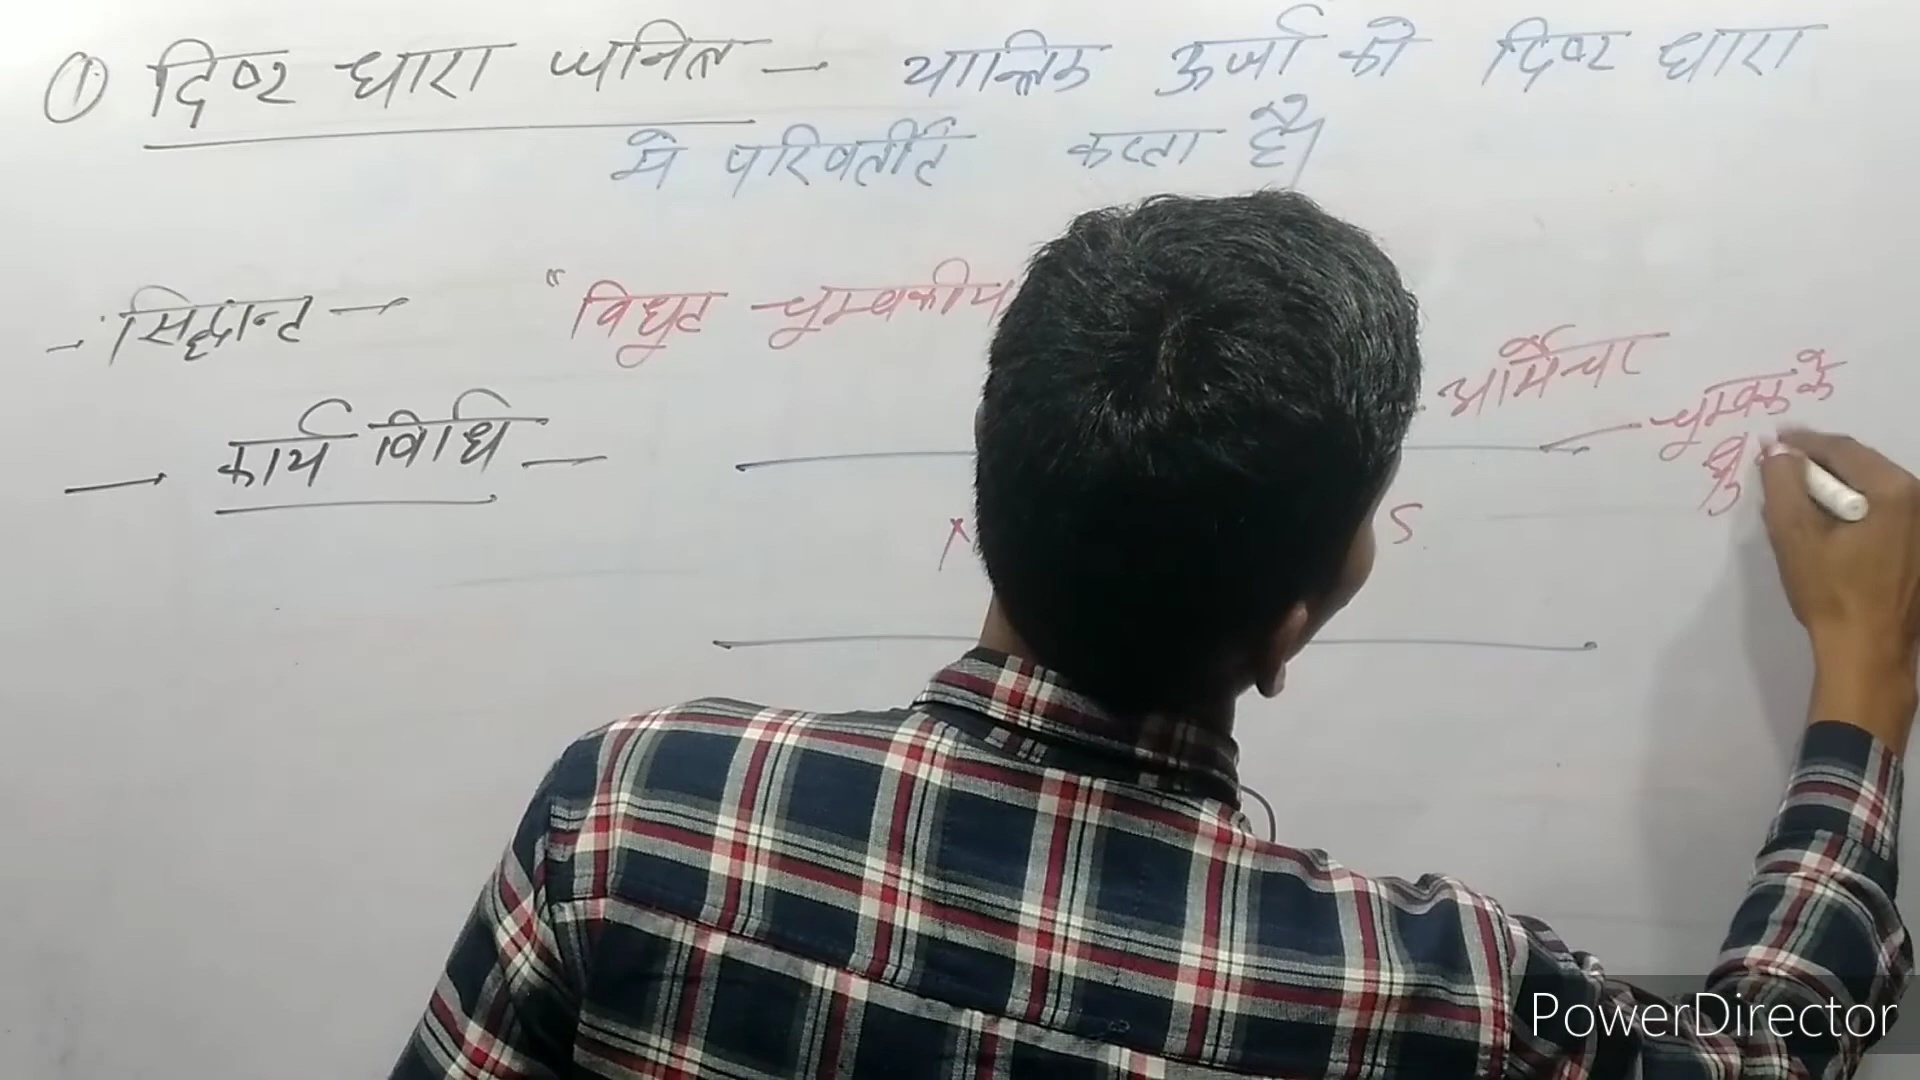 ① दिष्ट धारा जनित्र — यान्त्रिक ऊर्जा को दिष्ट धारा
में परिवर्तित करता है।
सिद्धान्त — "विधुत चुम्बकीय
आर्मेचर
→ कार्य विधि —
चुम्बक के
N S
PowerDirector